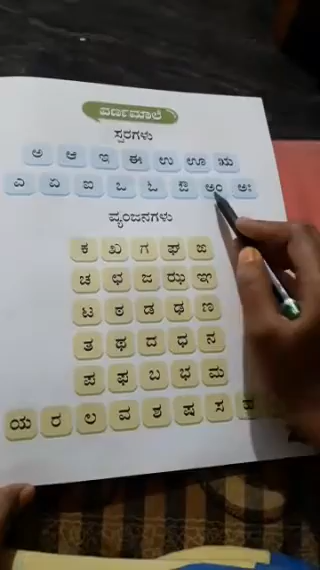 ವರ್ಣಮಾಲೆ
ಸ್ವರಗಳು
ಅ ಆ ಇ ಈ ಉ ಊ ಋ
ಎ ಏ ಐ ಒ ಓ ಔ ಅಂ ಅಃ
ವ್ಯಂಜನಗಳು
ಕ ಖ ಗ ಘ ಙ
ಚ ಛ ಜ ಝ ಞ
ಟ ಠ ಡ ಢ ಣ
ತ ಥ ದ ಧ ನ
ಪ ಫ ಬ ಭ ಮ
ಯ ರ ಲ ವ ಶ ಷ ಸ